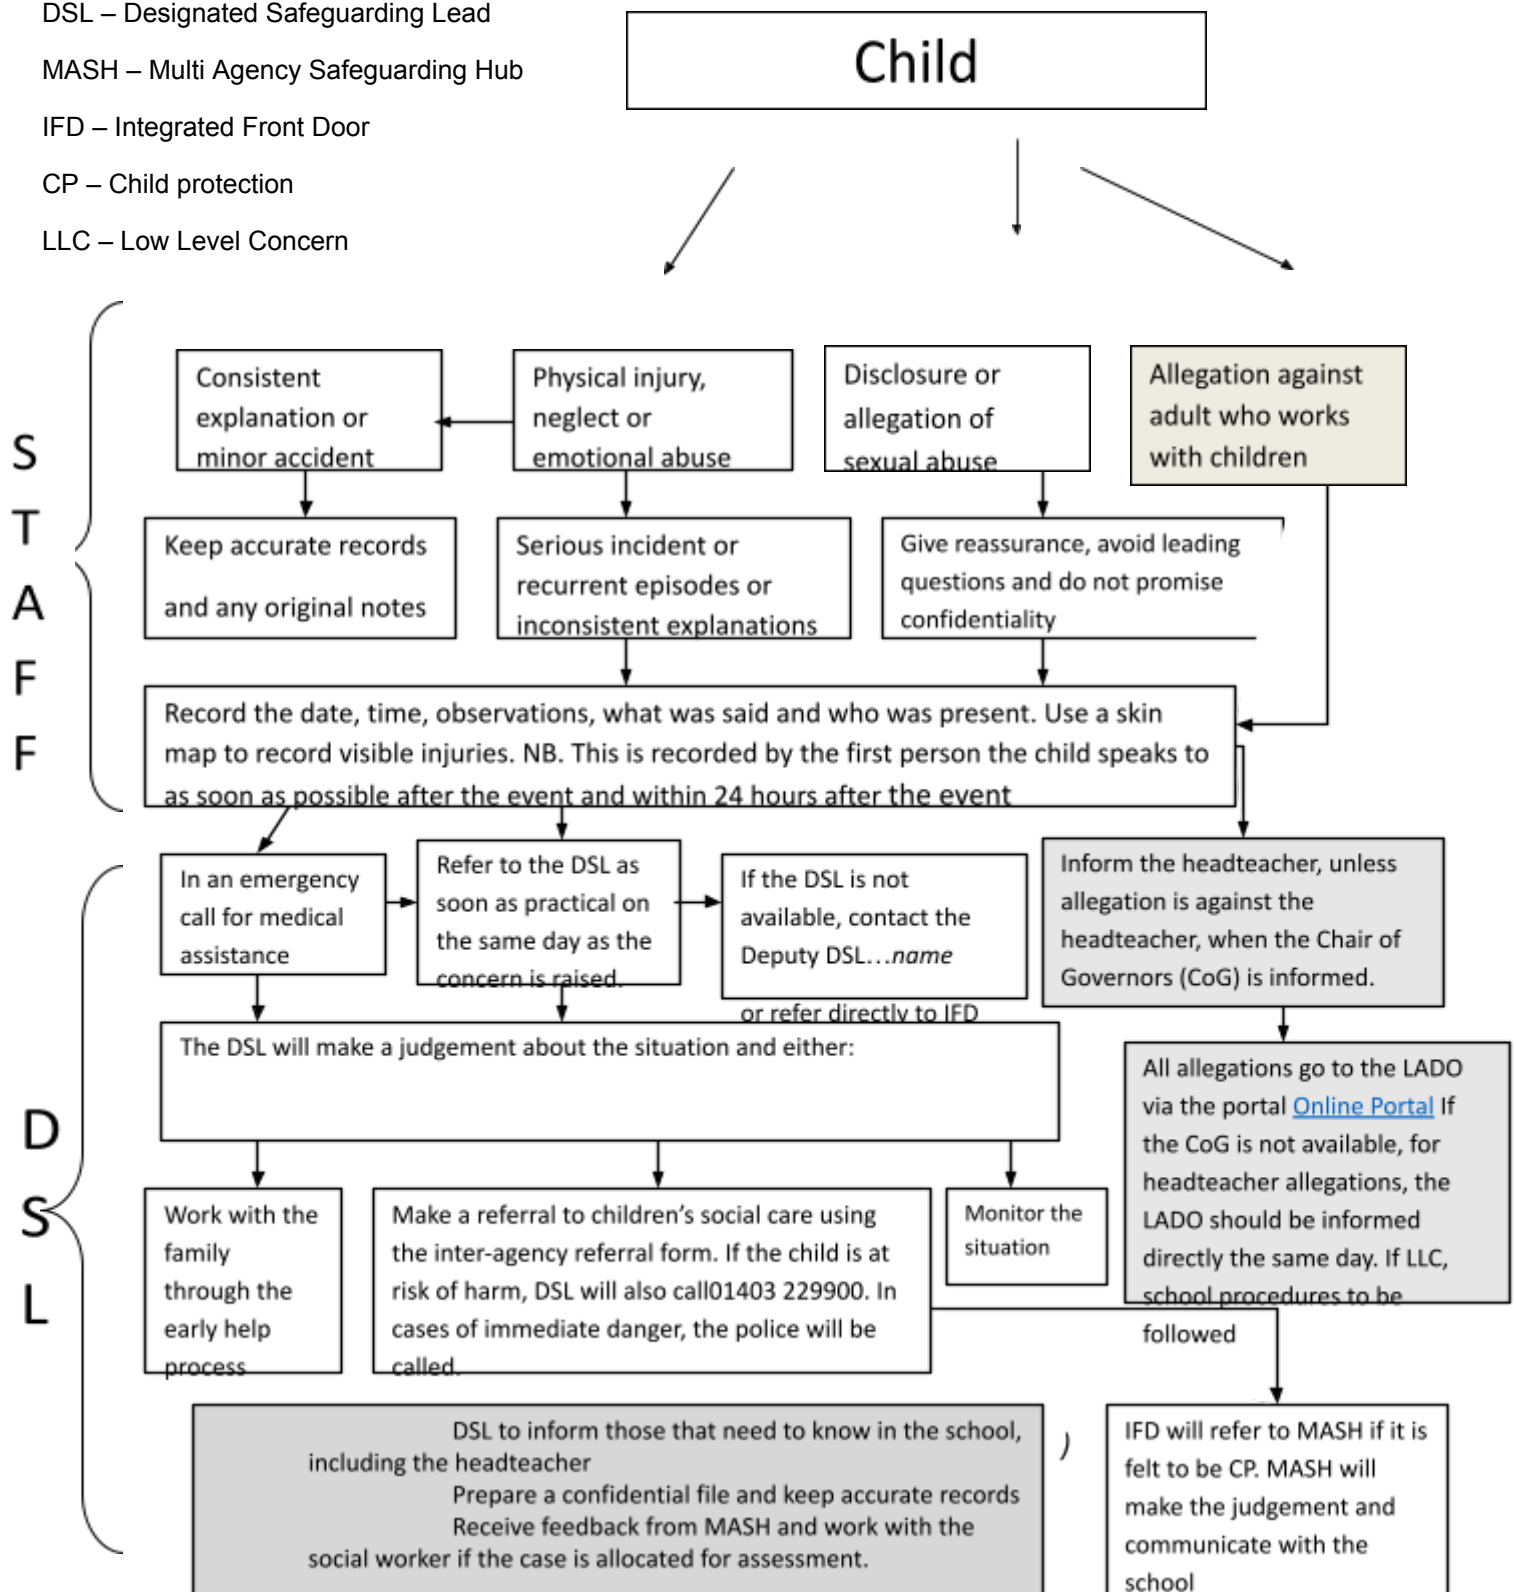 DSL – Designated Safeguarding Lead
MASH – Multi Agency Safeguarding Hub
IFD – Integrated Front Door
CP – Child protection
LLC – Low Level Concern
Child
S
T
A
F
F
Consistent
explanation or
minor accident
Physical injury,
neglect or
emotional abuse
Disclosure or
allegation of
sexual abuse
Allegation against
adult who works
with children
Keep accurate records
and any original notes
Serious incident or
recurrent episodes or
inconsistent explanations
Give reassurance, avoid leading
questions and do not promise
confidentiality
Record the date, time, observations, what was said and who was present. Use a skin
map to record visible injuries. NB. This is recorded by the first person the child speaks to
as soon as possible after the event and within 24 hours after the event
D
S
L
In an emergency
call for medical
assistance
Refer to the DSL as
soon as practical on
the same day as the
concern is raised.
If the DSL is not
available, contact the
Deputy DSL…name
or refer directly to IFD
Inform the headteacher, unless
allegation is against the
headteacher, when the Chair of
Governors (CoG) is informed.
The DSL will make a judgement about the situation and either:
All allegations go to the LADO
via the portal Online Portal If
the CoG is not available, for
headteacher allegations, the
LADO should be informed
directly the same day. If LLC,
school procedures to be
followed
Work with the
family
through the
early help
process
Make a referral to children’s social care using
the inter-agency referral form. If the child is at
risk of harm, DSL will also call01403 229900. In
cases of immediate danger, the police will be
called.
Monitor the
situation
DSL to inform those that need to know in the school,
including the headteacher
Prepare a confidential file and keep accurate records
Receive feedback from MASH and work with the
social worker if the case is allocated for assessment.
)
IFD will refer to MASH if it is
felt to be CP. MASH will
make the judgement and
communicate with the
school